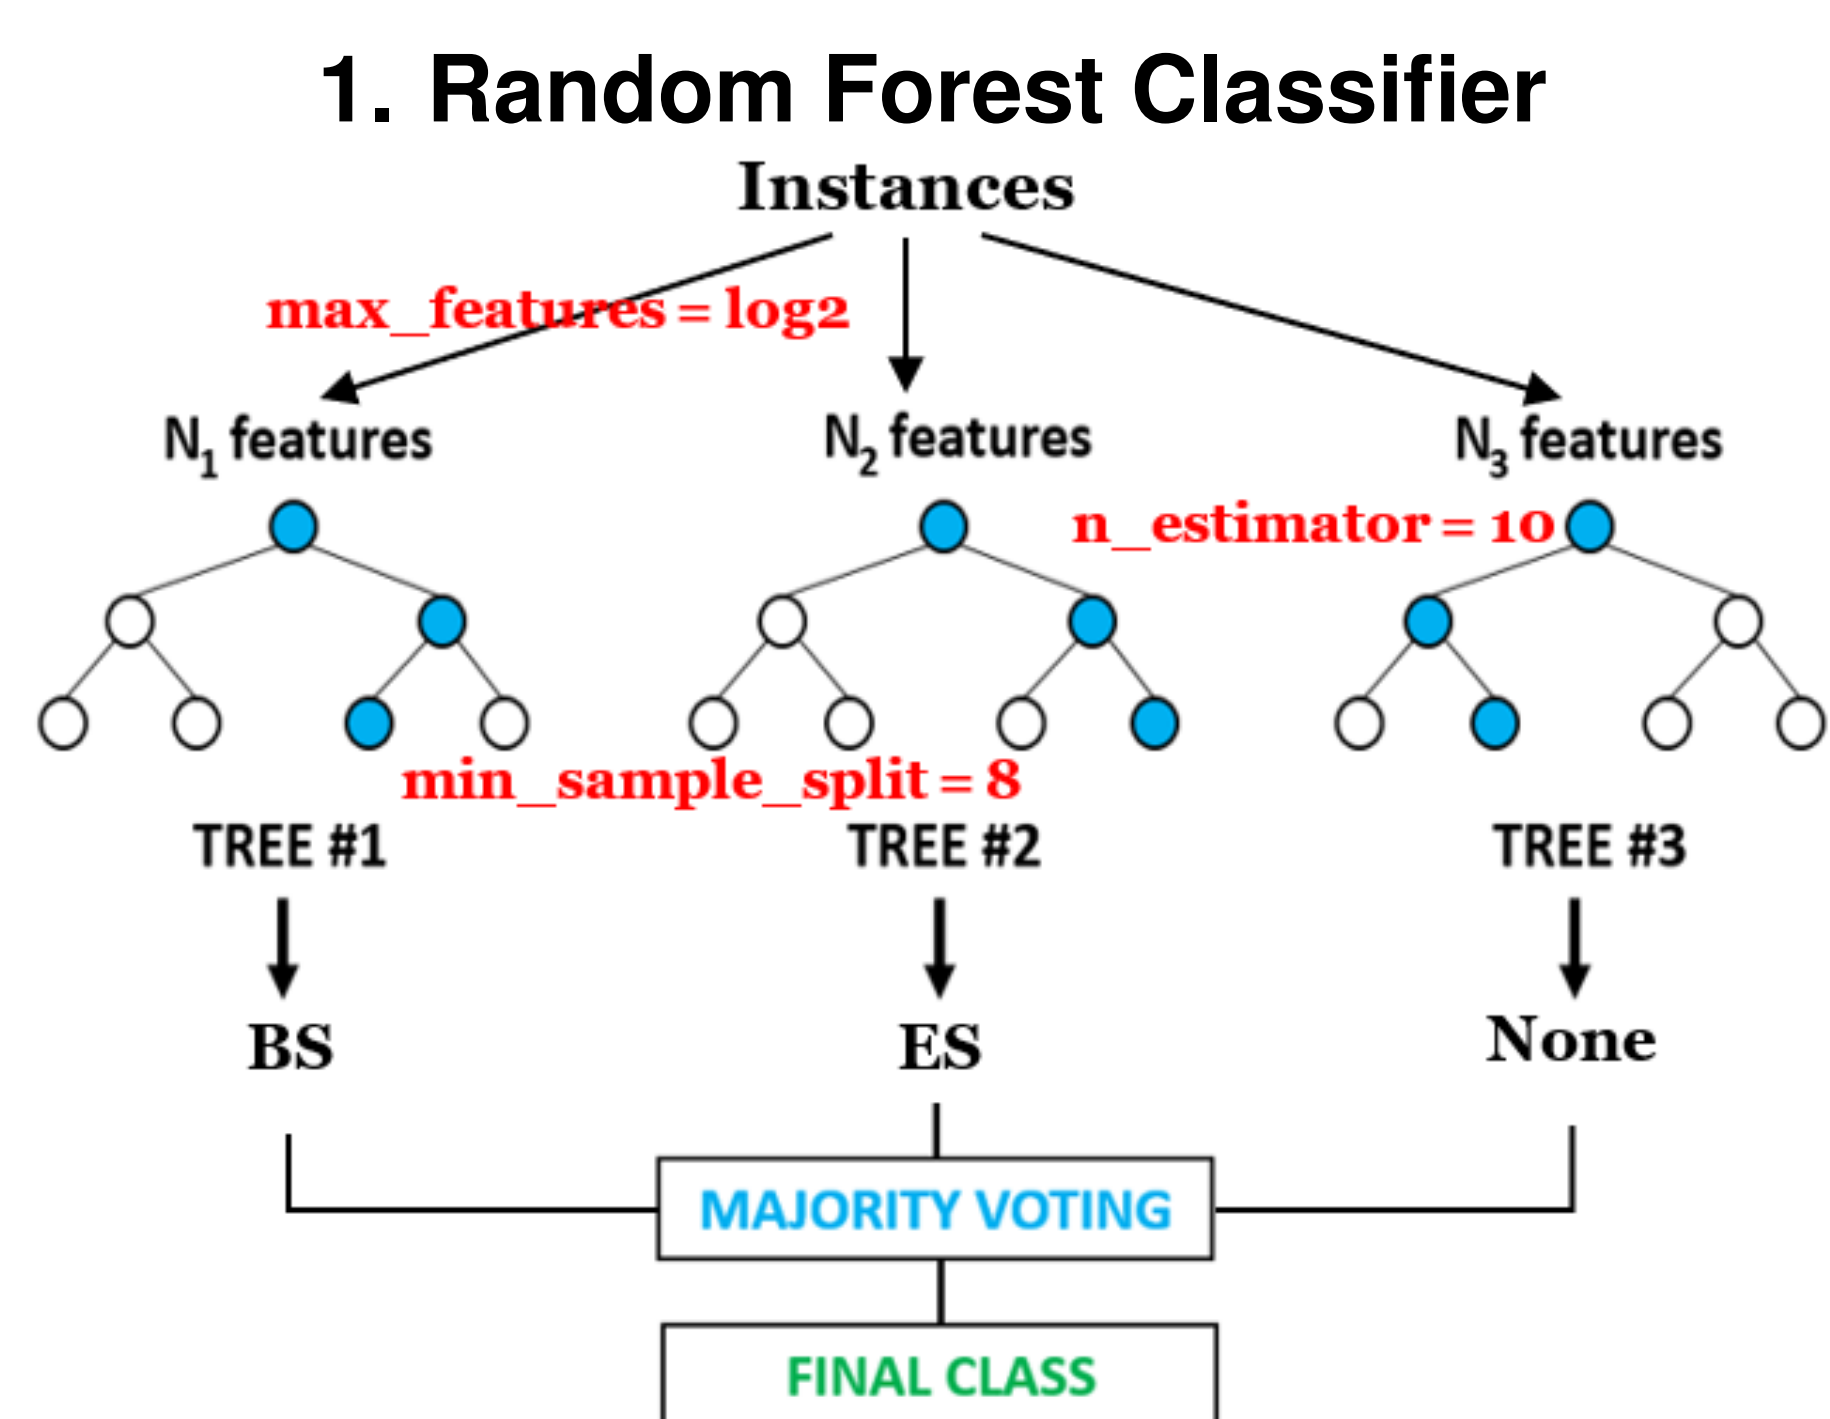 1. Random Forest Classifier
Instances
max_features = log2
N1 features
N2 features
N3 features
n_estimator = 10
min_sample_split = 8
TREE #1
TREE #2
TREE #3
BS
ES
None
MAJORITY VOTING
FINAL CLASS